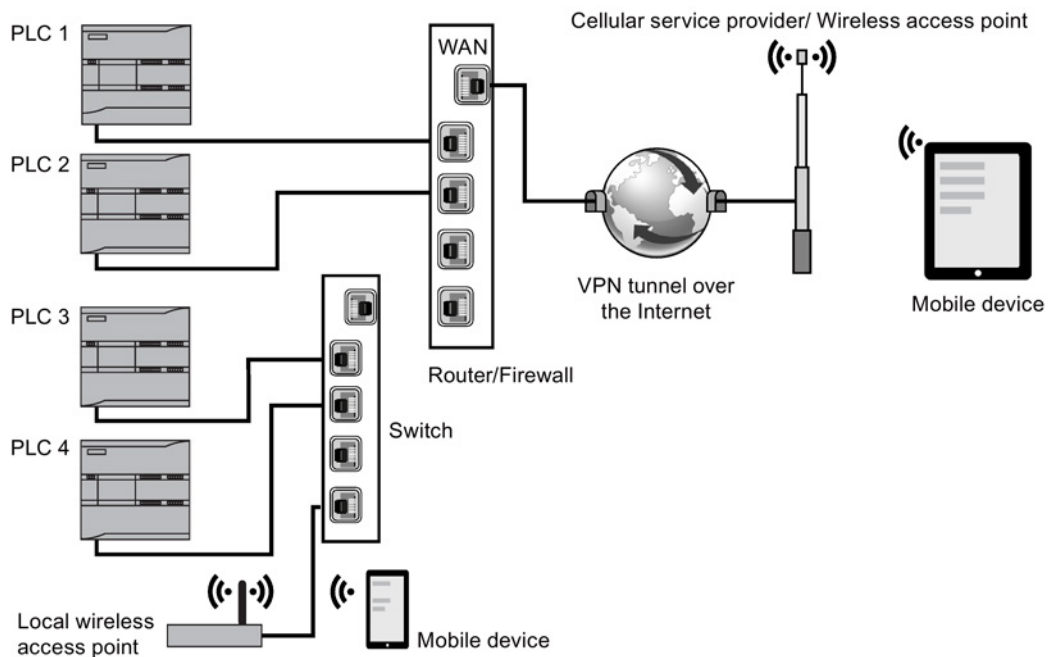 PLC 1
WAN
Cellular service provider/ Wireless access point
PLC 2
VPN tunnel over
the Internet
Mobile device
PLC 3
Router/Firewall
Switch
PLC 4
Local wireless
access point
Mobile device